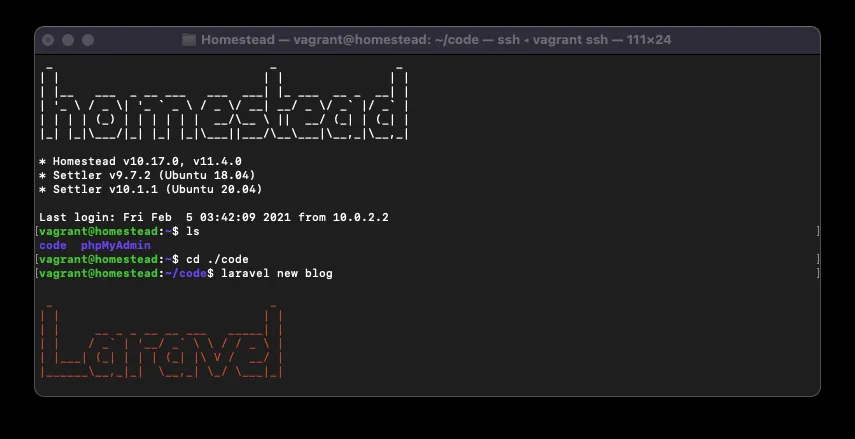 Homestead — vagrant@homestead: ~/code — ssh ◂ vagrant ssh — 111×24
homestead
* Homestead v10.17.0, v11.4.0
* Settler v9.7.2 (Ubuntu 18.04)
* Settler v10.1.1 (Ubuntu 20.04)
Last login: Fri Feb  5 03:42:09 2021 from 10.0.2.2
[vagrant@homestead:~$ ls ]
code  phpMyAdmin
[vagrant@homestead:~$ cd ./code ]
[vagrant@homestead:~/code$ laravel new blog ]
Laravel